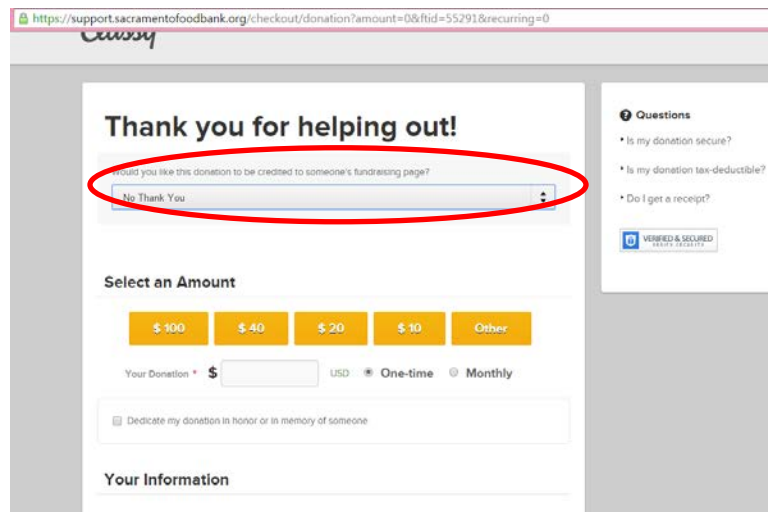 https://support.sacramentofoodbank.org/checkout/donation?amount=0&ftid=55291&recurring=0
Classy
Thank you for helping out!
Would you like this donation to be credited to someone's fundraising page?
No Thank You
Select an Amount
$ 100 $ 40 $ 20 $ 10 Other
Your Donation * $ USD One-time Monthly
Dedicate my donation in honor or in memory of someone
Your Information
Questions
Is my donation secure?
Is my donation tax-deductible?
Do I get a receipt?
VERIFIED & SECURED